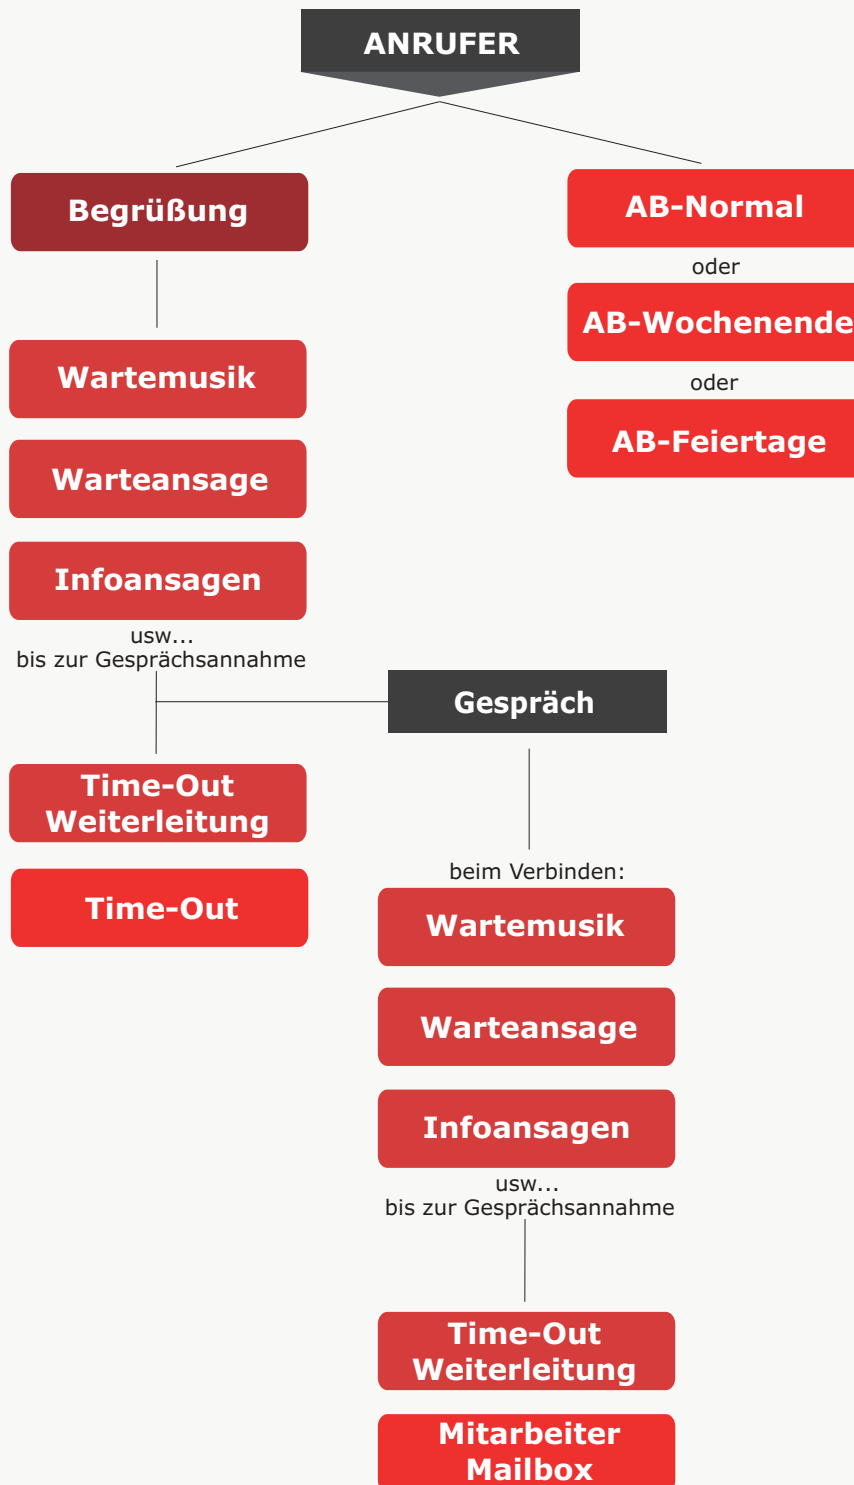 ANRUFER
Begrüßung
Wartemusik
Warteansage
Infoansagen
usw...
bis zur Gesprächsannahme
Time-Out
Weiterleitung
Time-Out
AB-Normal
oder
AB-Wochenende
oder
AB-Feiertage
Gespräch
beim Verbinden:
Wartemusik
Warteansage
Infoansagen
usw...
bis zur Gesprächsannahme
Time-Out
Weiterleitung
Mitarbeiter
Mailbox